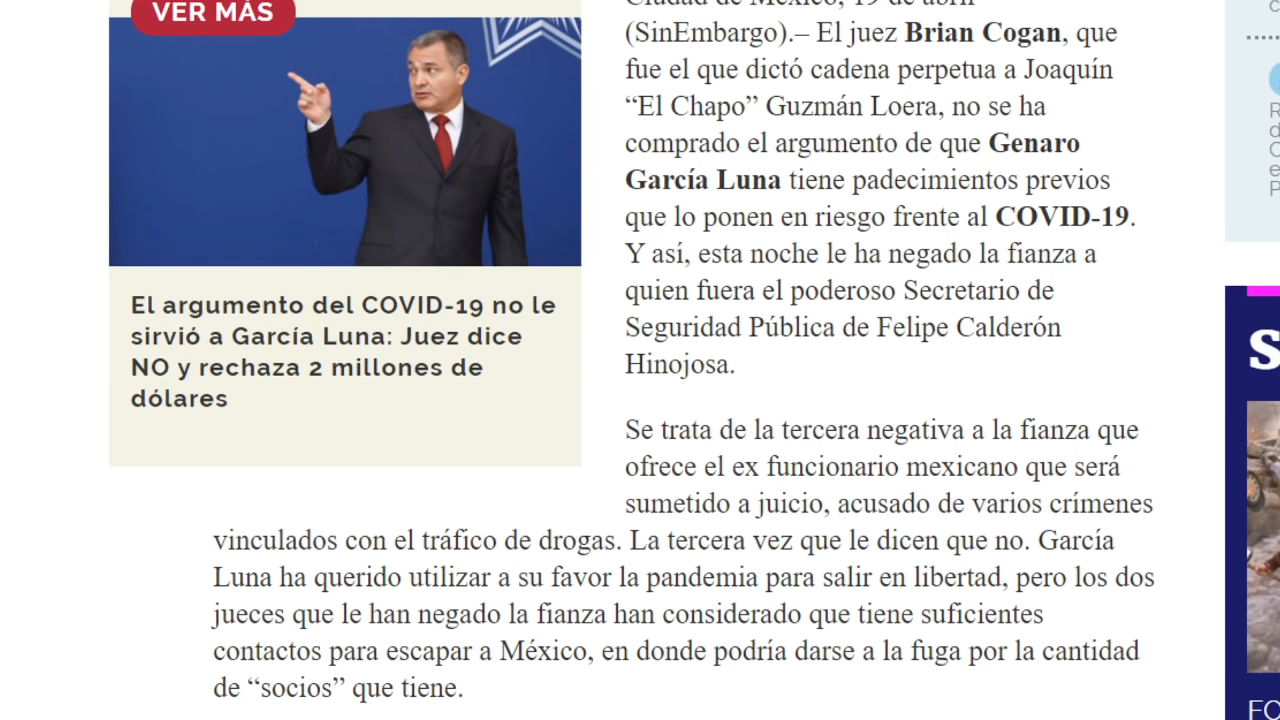 VER MÁS
El argumento del COVID-19 no le
sirvió a García Luna: Juez dice
NO y rechaza 2 millones de
dólares
Ciudad de México, 19 de abril
(SinEmbargo).– El juez Brian Cogan, que
fue el que dictó cadena perpetua a Joaquín
“El Chapo” Guzmán Loera, no se ha
comprado el argumento de que Genaro
García Luna tiene padecimientos previos
que lo ponen en riesgo frente al COVID-19.
Y así, esta noche le ha negado la fianza a
quien fuera el poderoso Secretario de
Seguridad Pública de Felipe Calderón
Hinojosa.
Se trata de la tercera negativa a la fianza que
ofrece el ex funcionario mexicano que será
sumetido a juicio, acusado de varios crímenes
vinculados con el tráfico de drogas. La tercera vez que le dicen que no. García
Luna ha querido utilizar a su favor la pandemia para salir en libertad, pero los dos
jueces que le han negado la fianza han considerado que tiene suficientes
contactos para escapar a México, en donde podría darse a la fuga por la cantidad
de “socios” que tiene.